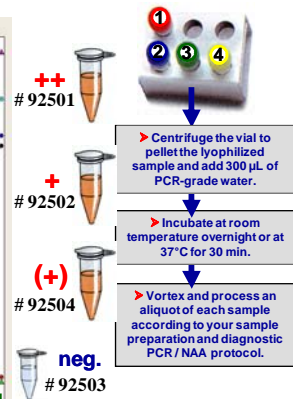 ++
# 92501
+
# 92502
(+)
# 92504
neg.
# 92503
1
2 3 4
➤ Centrifuge the vial to
pellet the lyophilized
sample and add 300 µL of
PCR-grade water.
➤ Incubate at room
temperature overnight or at
37°C for 30 min.
➤ Vortex and process an
aliquot of each sample
according to your sample
preparation and diagnostic
PCR / NAA protocol.